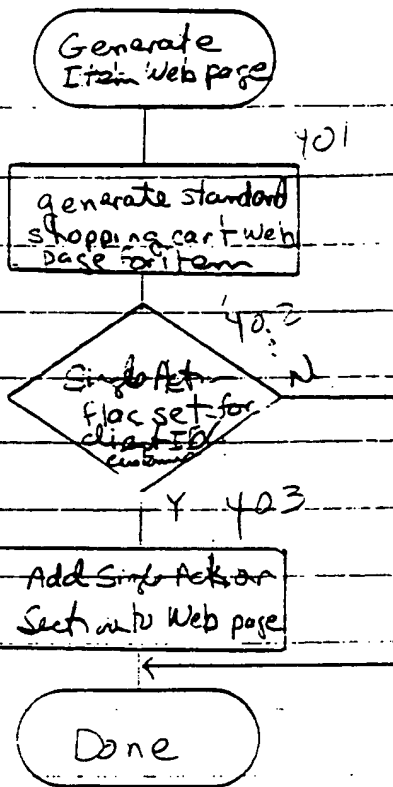 Generate
Item Web page
401
generate standard
shopping cart Web
page for item
402
Single Action
flag set for
client ID/
customer
N
Y
403
Add Single Action
Section to Web page
Done